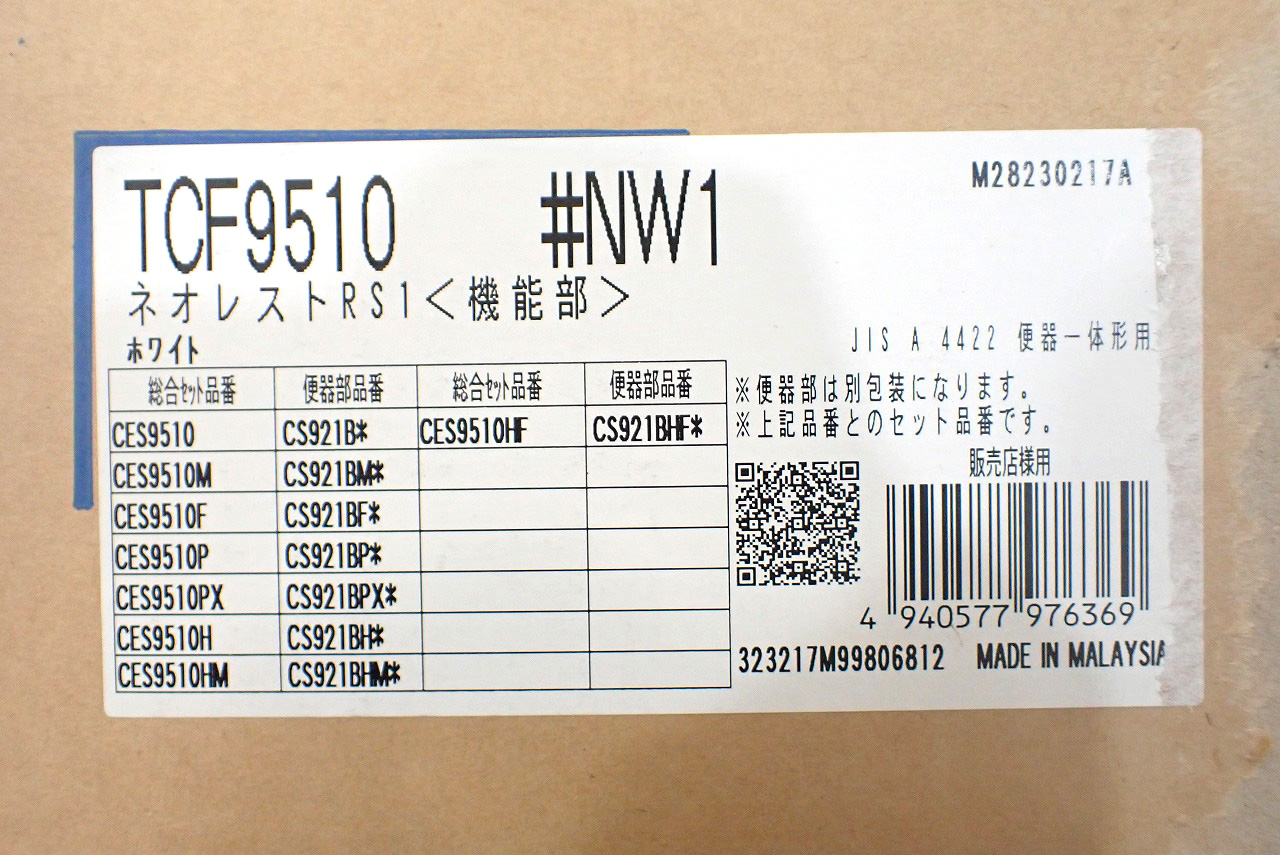 TCF9510 #NW1
M28230217A
ネオレストRS1<機能部>
ホワイト
JIS A 4422 便器一体形用
総合セット品番 便器部品番 総合セット品番 便器部品番
CES9510 CS921B* CES9510HF CS921BHF*
CES9510M CS921BM*
CES9510F CS921BF*
CES9510P CS921BP*
CES9510PX CS921BPX*
CES9510H CS921BH*
CES9510HM CS921BHM*
※便器部は別包装になります。
※上記品番とのセット品番です。
販売店様用
4 940577 976369
323217M99806812 MADE IN MALAYSIA